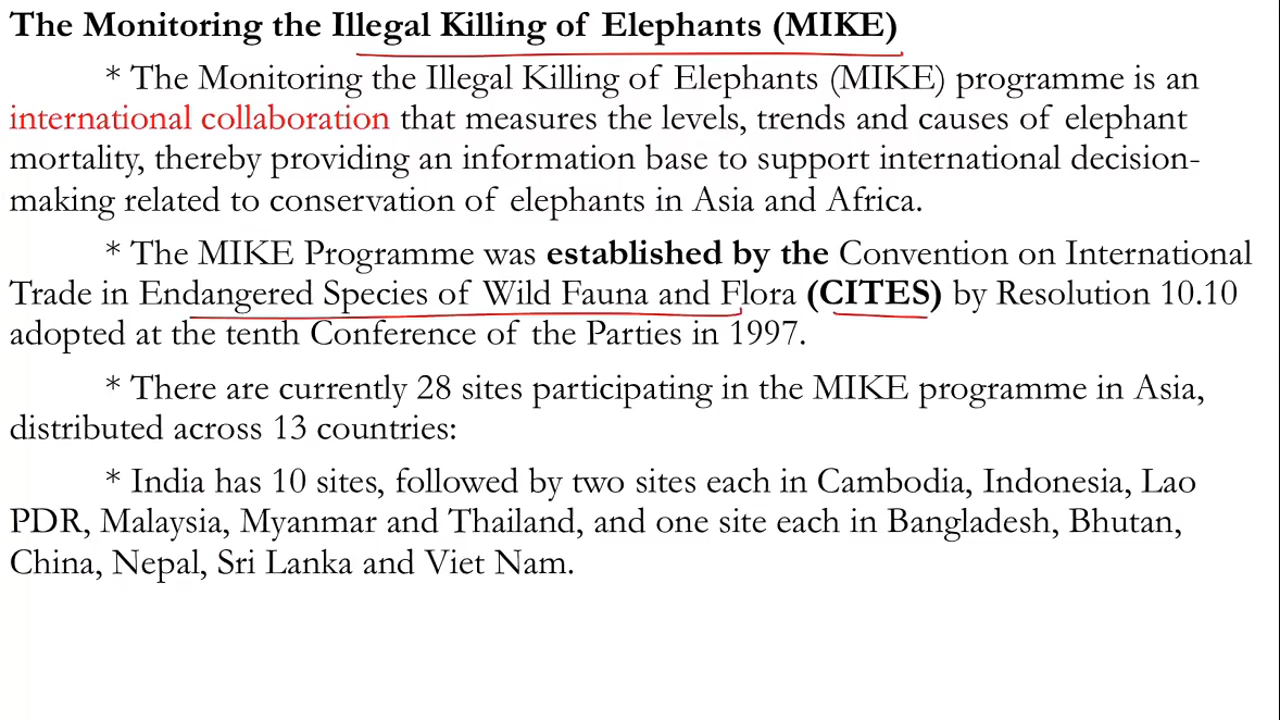 The Monitoring the Illegal Killing of Elephants (MIKE)
* The Monitoring the Illegal Killing of Elephants (MIKE) programme is an
international collaboration that measures the levels, trends and causes of elephant
mortality, thereby providing an information base to support international decision-
making related to conservation of elephants in Asia and Africa.
* The MIKE Programme was established by the Convention on International
Trade in Endangered Species of Wild Fauna and Flora (CITES) by Resolution 10.10
adopted at the tenth Conference of the Parties in 1997.
* There are currently 28 sites participating in the MIKE programme in Asia,
distributed across 13 countries:
* India has 10 sites, followed by two sites each in Cambodia, Indonesia, Lao
PDR, Malaysia, Myanmar and Thailand, and one site each in Bangladesh, Bhutan,
China, Nepal, Sri Lanka and Viet Nam.